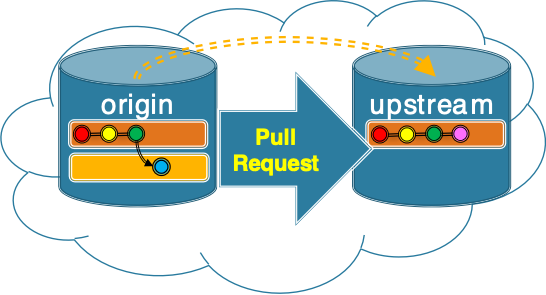 origin
Pull
Request
upstream